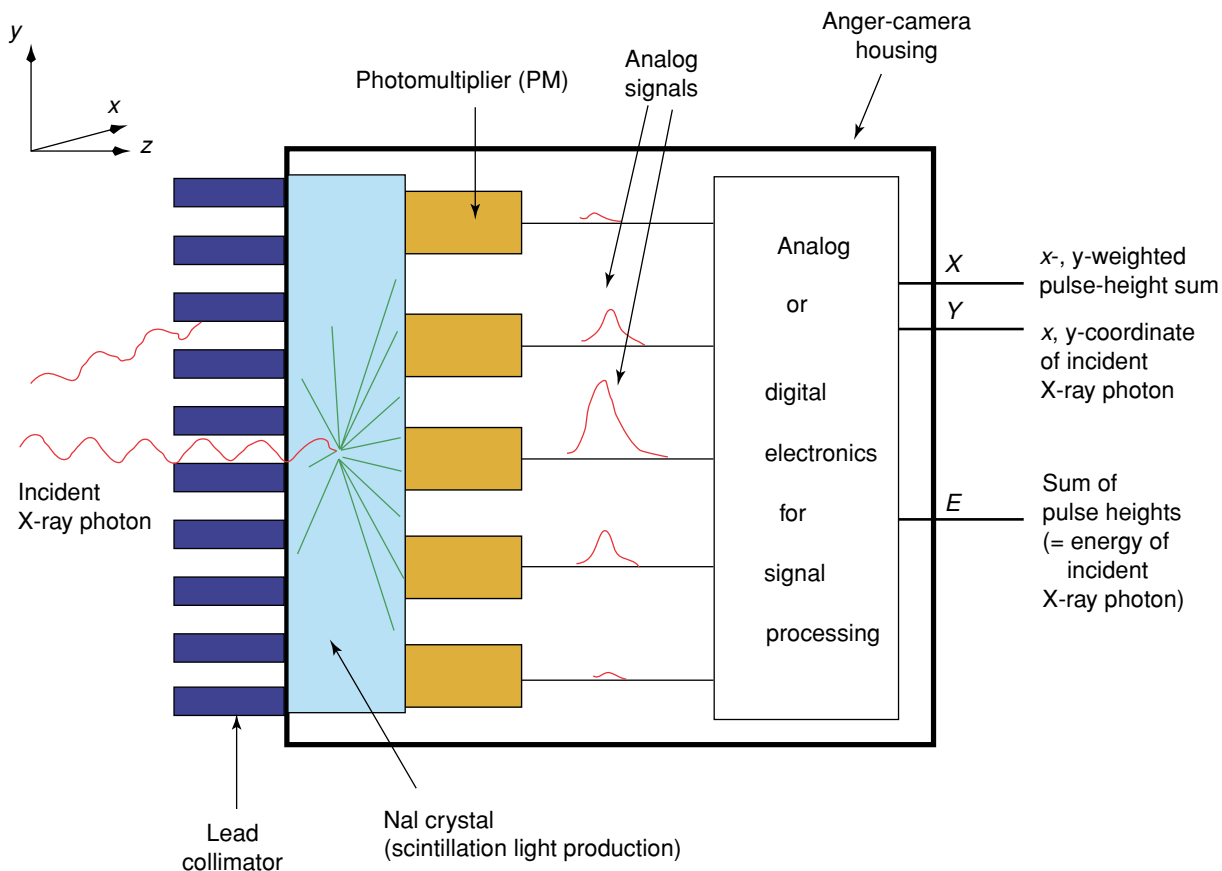 y
x
z
Photomultiplier (PM)
Analog
signals
Anger-camera
housing
Analog
or
digital
electronics
for
signal
processing
X
x-, y-weighted
pulse-height sum
Y
x, y-coordinate
of incident
X-ray photon
E
Sum of
pulse heights
(= energy of
incident
X-ray photon)
Incident
X-ray photon
Lead
collimator
NaI crystal
(scintillation light production)